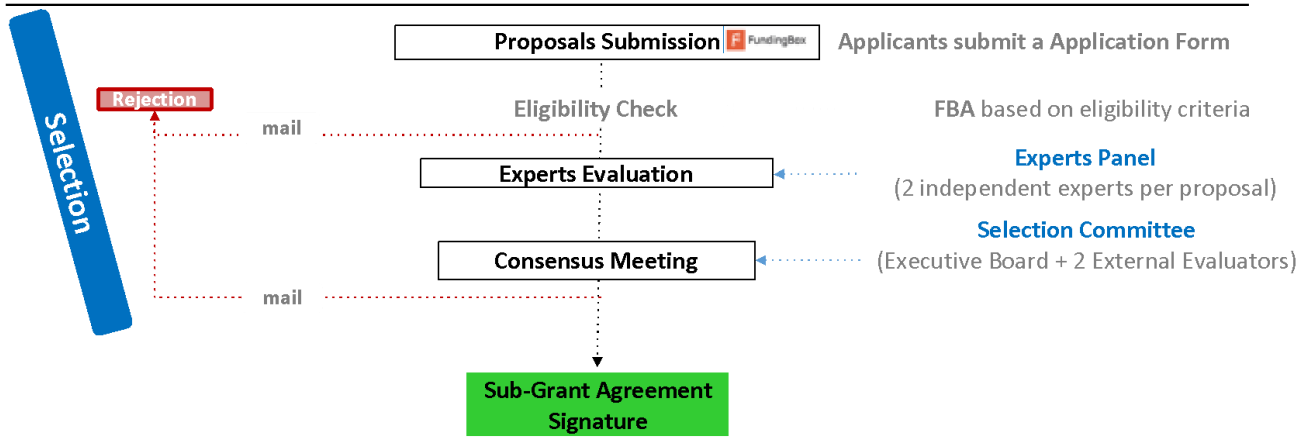 Proposals Submission FundingBox Applicants submit a Application Form
Rejection
Eligibility Check
FBA based on eligibility criteria
mail
Selection
Experts Panel
Experts Evaluation
(2 independent experts per proposal)
Selection Committee
Consensus Meeting
(Executive Board + 2 External Evaluators)
mail
Sub-Grant Agreement
Signature